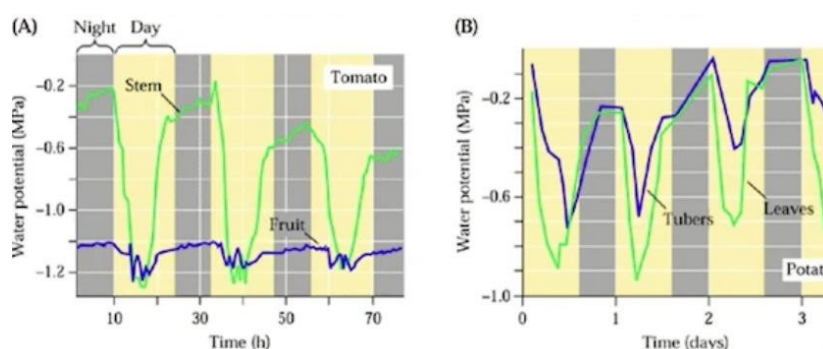 (A)
Night Day
Tomato
Stem
Fruit
Water potential (MPa)
-0.2
-0.6
-1.0
-1.2
10 30 50 70
Time (h)
(B)
Water potential (MPa)
-0.2
-0.6
-1.0
Tubers
Leaves
Potat
0 1 2 3
Time (days)